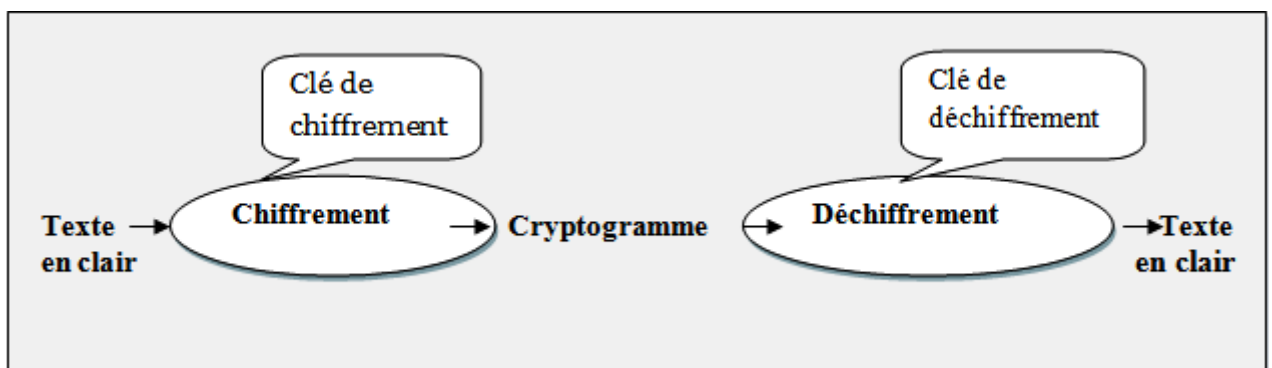 Clé de
chiffrement
Clé de
déchiffrement
Texte
en clair
Chiffrement
Cryptogramme
Déchiffrement
Texte
en clair